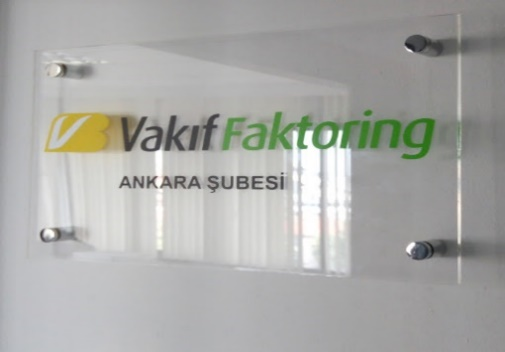 Vakıf Faktoring
ANKARA ŞUBESİ